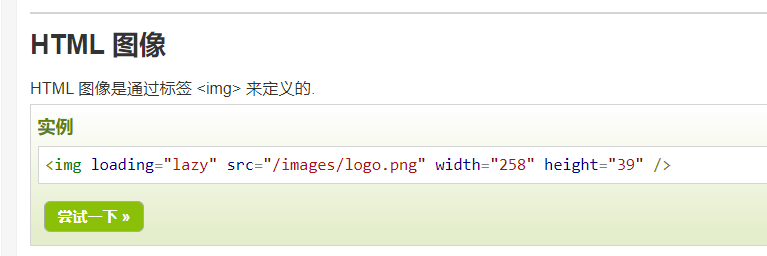 HTML 图像
HTML 图像是通过标签 <img> 来定义的.
实例
<img loading="lazy" src="/images/logo.png" width="258" height="39" />
尝试一下 »